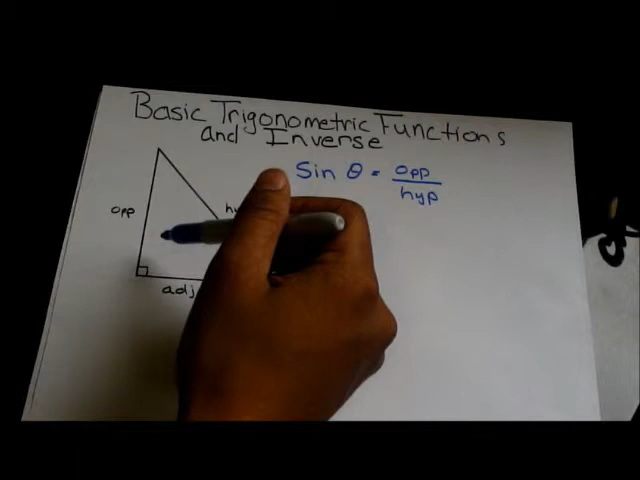 Basic Trigonometric Functions
and Inverse
Sin θ = opp
hyp
opp
adj